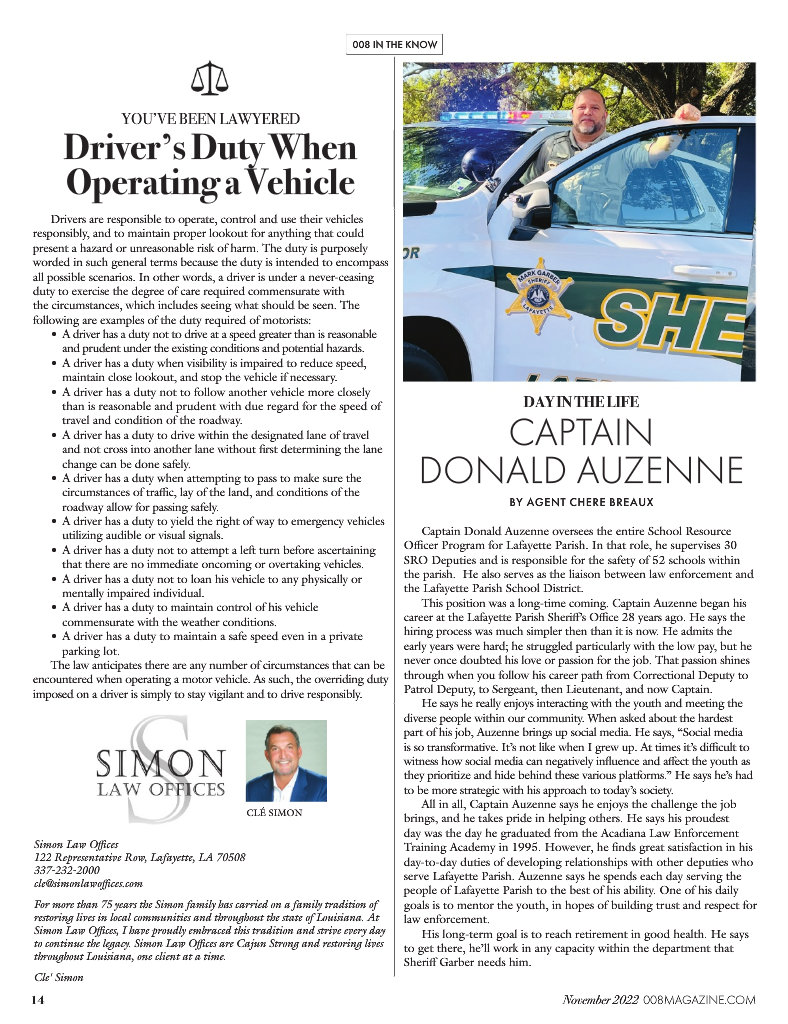 008 IN THE KNOW
YOU'VE BEEN LAWYERED
Driver's Duty When
Operating a Vehicle
Drivers are responsible to operate, control and use their vehicles
responsibly, and to maintain proper lookout for anything that could
present a hazard or unreasonable risk of harm. The duty is purposely
worded in such general terms because the duty is intended to encompass
all possible scenarios. In other words, a driver is under a never-ceasing
duty to exercise the degree of care required commensurate with
the circumstances, which includes seeing what should be seen. The
following are examples of the duty required of motorists:
• A driver has a duty not to drive at a speed greater than is reasonable
and prudent under the existing conditions and potential hazards.
• A driver has a duty when visibility is impaired to reduce speed,
maintain close lookout, and stop the vehicle if necessary.
• A driver has a duty not to follow another vehicle more closely
than is reasonable and prudent with due regard for the speed of
travel and condition of the roadway.
• A driver has a duty to drive within the designated lane of travel
and not cross into another lane without first determining the lane
change can be done safely.
• A driver has a duty when attempting to pass to make sure the
circumstances of traffic, lay of the land, and conditions of the
roadway allow for passing safely.
• A driver has a duty to yield the right of way to emergency vehicles
utilizing audible or visual signals.
• A driver has a duty not to attempt a left turn before ascertaining
that there are no immediate oncoming or overtaking vehicles.
• A driver has a duty not to loan his vehicle to any physically or
mentally impaired individual.
• A driver has a duty to maintain control of his vehicle
commensurate with the weather conditions.
• A driver has a duty to maintain a safe speed even in a private
parking lot.
The law anticipates there are any number of circumstances that can be
encountered when operating a motor vehicle. As such, the overriding duty
imposed on a driver is simply to stay vigilant and to drive responsibly.
S
SIMON
LAW OFFICES
CLÉ SIMON
Simon Law Offices
122 Representative Row, Lafayette, LA 70508
337-232-2000
cle@simonlawoffices.com
For more than 75 years the Simon family has carried on a family tradition of
restoring lives in local communities and throughout the state of Louisiana. At
Simon Law Offices, I have proudly embraced this tradition and strive every day
to continue the legacy. Simon Law Offices are Cajun Strong and restoring lives
throughout Louisiana, one client at a time.
Cle' Simon
14
OR
MARK GARBER
SHERIFF
LAFAYETTE
SHE
DAY IN THE LIFE
CAPTAIN
DONALD AUZENNE
BY AGENT CHERE BREAUX
Captain Donald Auzenne oversees the entire School Resource
Officer Program for Lafayette Parish. In that role, he supervises 30
SRO Deputies and is responsible for the safety of 52 schools within
the parish. He also serves as the liaison between law enforcement and
the Lafayette Parish School District.
This position was a long-time coming. Captain Auzenne began his
career at the Lafayette Parish Sheriff's Office 28 years ago. He says the
hiring process was much simpler then than it is now. He admits the
early years were hard; he struggled particularly with the low pay, but he
never once doubted his love or passion for the job. That passion shines
through when you follow his career path from Correctional Deputy to
Patrol Deputy, to Sergeant, then Lieutenant, and now Captain.
He says he really enjoys interacting with the youth and meeting the
diverse people within our community. When asked about the hardest
part of his job, Auzenne brings up social media. He says, "Social media
is so transformative. It's not like when I grew up. At times it's difficult to
witness how social media can negatively influence and affect the youth as
they prioritize and hide behind these various platforms." He says he's had
to be more strategic with his approach to today's society.
All in all, Captain Auzenne says he enjoys the challenge the job
brings, and he takes pride in helping others. He says his proudest
day was the day he graduated from the Acadiana Law Enforcement
Training Academy in 1995. However, he finds great satisfaction in his
day-to-day duties of developing relationships with other deputies who
serve Lafayette Parish. Auzenne says he spends each day serving the
people of Lafayette Parish to the best of his ability. One of his daily
goals is to mentor the youth, in hopes of building trust and respect for
law enforcement.
His long-term goal is to reach retirement in good health. He says
to get there, he'll work in any capacity within the department that
Sheriff Garber needs him.
November 2022 008MAGAZINE.COM